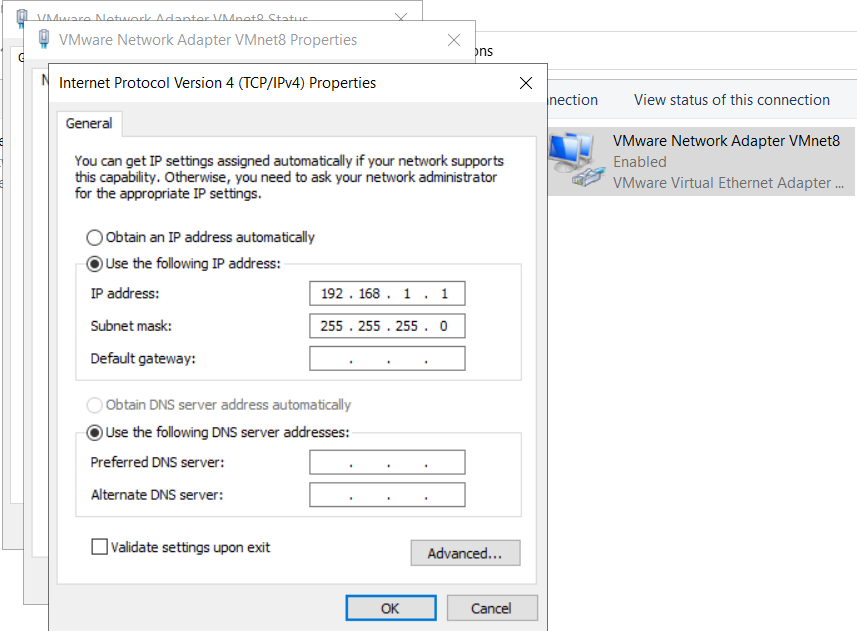 VMware Network Adapter VMnet8 Status
VMware Network Adapter VMnet8 Properties
Internet Protocol Version 4 (TCP/IPv4) Properties
General
You can get IP settings assigned automatically if your network supports
this capability. Otherwise, you need to ask your network administrator
for the appropriate IP settings.
Obtain an IP address automatically
Use the following IP address:
IP address:
192 . 168 . 1 . 1
Subnet mask:
255 . 255 . 255 . 0
Default gateway:
. . .
Obtain DNS server address automatically
Use the following DNS server addresses:
Preferred DNS server:
. . .
Alternate DNS server:
. . .
Validate settings upon exit
Advanced...
OK
Cancel
ons
nection
View status of this connection
VMware Network Adapter VMnet8
Enabled
VMware Virtual Ethernet Adapter ...